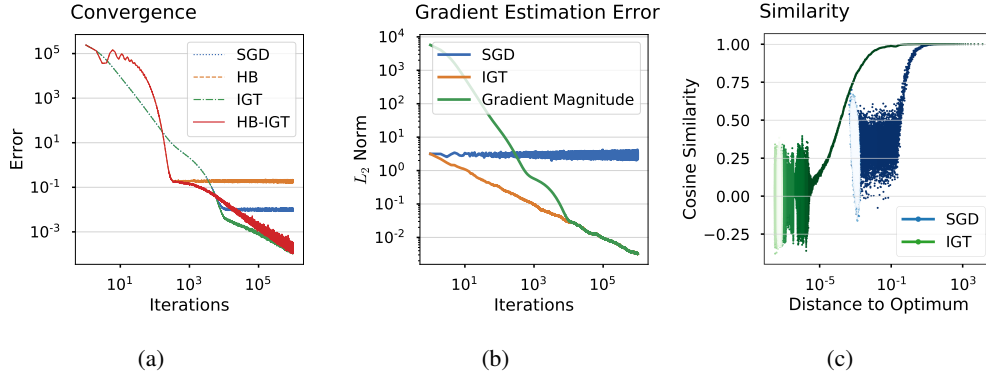 Convergence
Error
10^5
10^3
10^1
10^-1
10^-3
10^1
10^3
10^5
Iterations
SGD
HB
IGT
HB-IGT
(a)
Gradient Estimation Error
L_2 Norm
10^4
10^3
10^2
10^1
10^0
10^-1
10^-2
10^1
10^3
10^5
Iterations
SGD
IGT
Gradient Magnitude
(b)
Similarity
Cosine Similarity
1.00
0.75
0.50
0.25
0.00
−0.25
10^-5
10^-1
10^3
Distance to Optimum
SGD
IGT
(c)